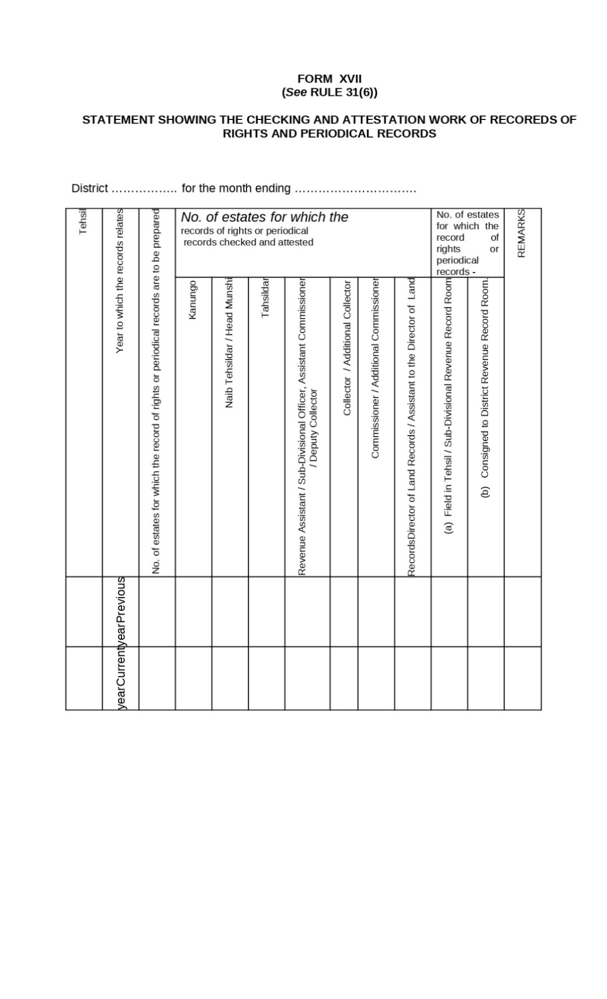 FORM XVII
(See RULE 31(6))
STATEMENT SHOWING THE CHECKING AND ATTESTATION WORK OF RECOREDS OF
RIGHTS AND PERIODICAL RECORDS
District …………….. for the month ending ………………………….
Tehsil
Year to which the records relates
No. of estates for which the record of rights or periodical records are to be prepared
No. of estates for which the
records of rights or periodical
records checked and attested
No. of estates
for which the
record of
rights or
periodical
records -
REMARKS
Kanungo
Naib Tehsildar / Head Munshi
Tahsildar
Revenue Assistant / Sub-Divisional Officer, Assistant Commissioner
/ Deputy Collector
Collector / Additional Collector
Commissioner / Additional Commissioner
RecordsDirector of Land Records / Assistant to the Director of Land
(a) Field in Tehsil / Sub-Divisional Revenue Record Room
(b) Consigned to District Revenue Record Room.
yearPrevious
yearCurrent